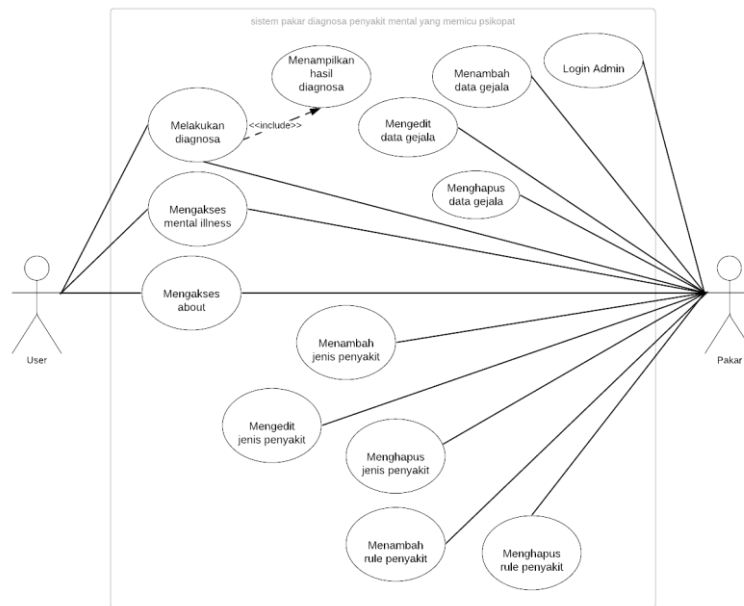 sistem pakar diagnosa penyakit mental yang memicu psikopat
Menampilkan
hasil
diagnosa
Menambah
data gejala
Login Admin
Melakukan
diagnosa
<<include>>
Mengedit
data gejala
Menghapus
data gejala
Mengakses
mental illness
Mengakses
about
User
Pakar
Menambah
jenis penyakit
Mengedit
jenis penyakit
Menghapus
jenis penyakit
Menambah
rule penyakit
Menghapus
rule penyakit